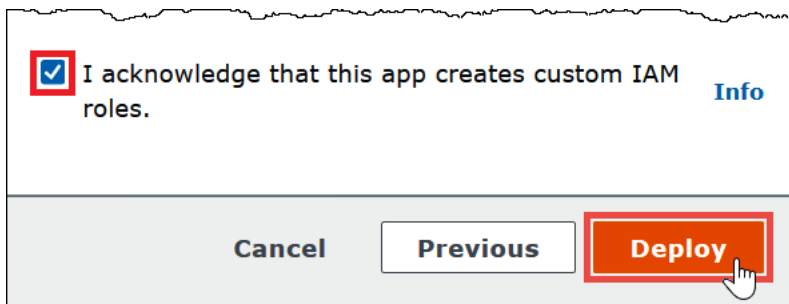 I acknowledge that this app creates custom IAM
roles.
Info
Cancel
Previous
Deploy